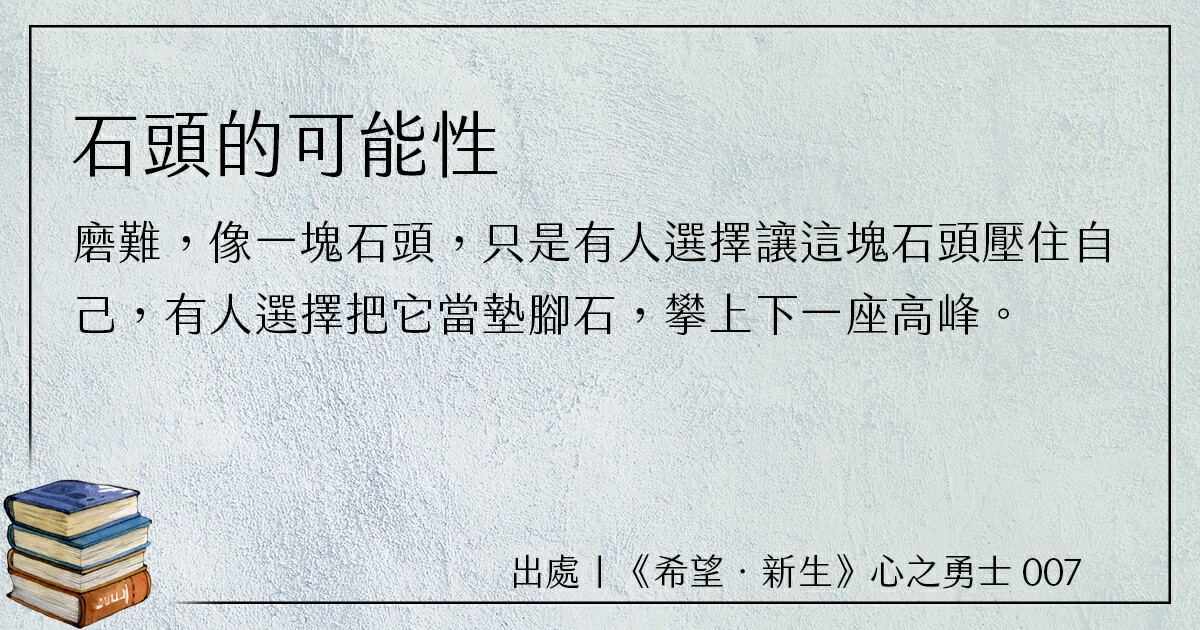 石頭的可能性
磨難，像一塊石頭，只是有人選擇讓這塊石頭壓住自
己，有人選擇把它當墊腳石，攀上下一座高峰。
出處｜《希望．新生》心之勇士 007